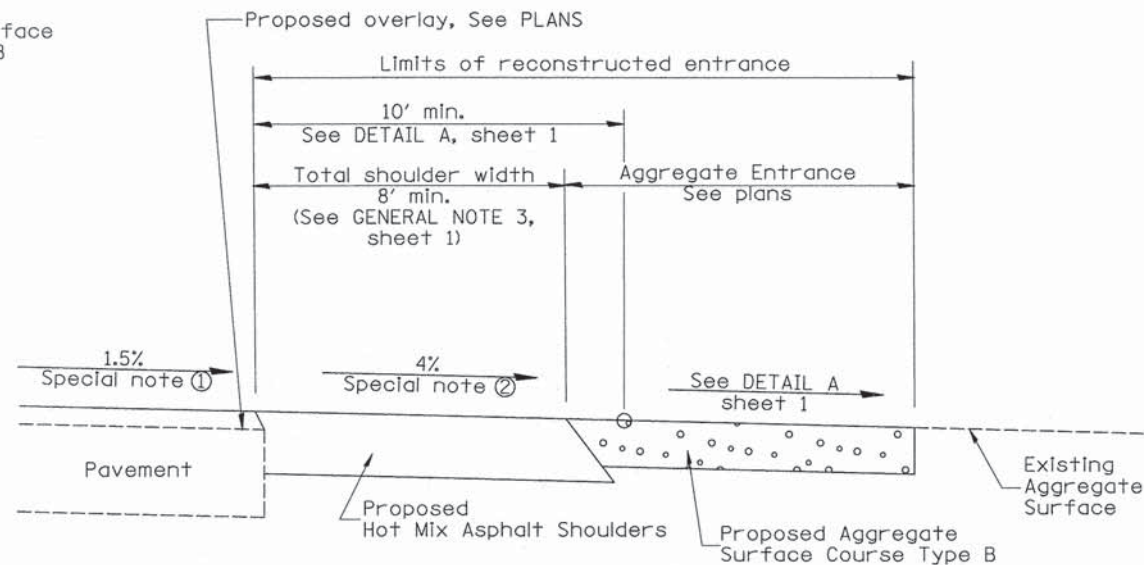 face
Proposed overlay, See PLANS
Limits of reconstructed entrance
10' min.
See DETAIL A, sheet 1
Total shoulder width
8' min.
(See GENERAL NOTE 3,
sheet 1)
Aggregate Entrance
See plans
1.5%
Special note ①
4%
Special note ②
See DETAIL A
sheet 1
Pavement
Proposed
Hot Mix Asphalt Shoulders
Proposed Aggregate
Surface Course Type B
Existing
Aggregate
Surface